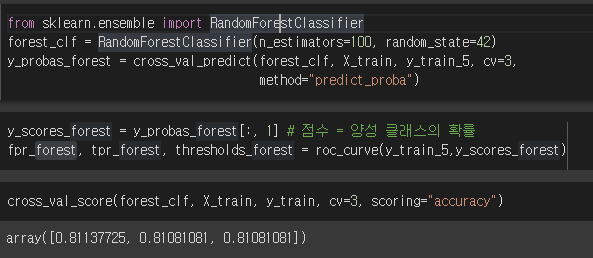 from sklearn.ensemble import RandomForestClassifier
forest_clf = RandomForestClassifier(n_estimators=100, random_state=42)
y_probas_forest = cross_val_predict(forest_clf, X_train, y_train_5, cv=3,
method="predict_proba")
y_scores_forest = y_probas_forest[:, 1] # 점수 = 양성 클래스의 확률
fpr_forest, tpr_forest, thresholds_forest = roc_curve(y_train_5,y_scores_forest)
cross_val_score(forest_clf, X_train, y_train, cv=3, scoring="accuracy")
array([0.81137725, 0.81081081, 0.81081081])